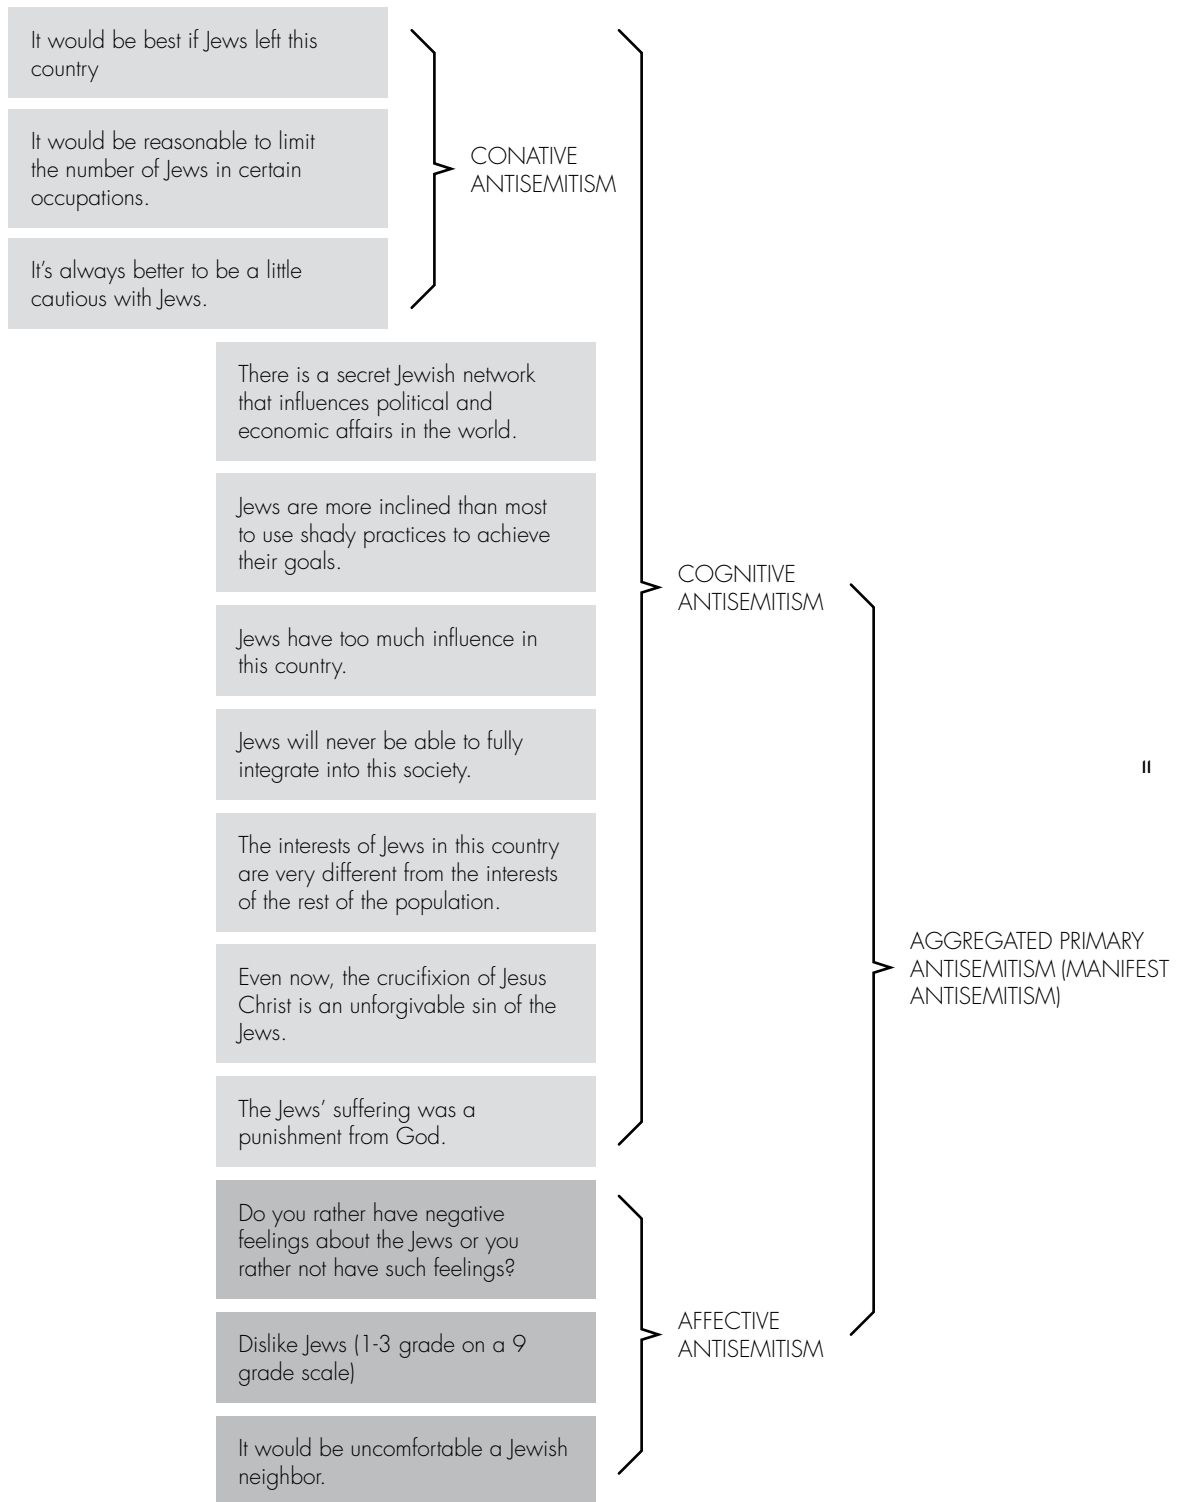 It would be best if Jews left this
country
It would be reasonable to limit
the number of Jews in certain
occupations.
It's always better to be a little
cautious with Jews.
CONATIVE
ANTISEMITISM
There is a secret Jewish network
that influences political and
economic affairs in the world.
Jews are more inclined than most
to use shady practices to achieve
their goals.
Jews have too much influence in
this country.
Jews will never be able to fully
integrate into this society.
The interests of Jews in this country
are very different from the interests
of the rest of the population.
Even now, the crucifixion of Jesus
Christ is an unforgivable sin of the
Jews.
The Jews’ suffering was a
punishment from God.
COGNITIVE
ANTISEMITISM
Do you rather have negative
feelings about the Jews or you
rather not have such feelings?
Dislike Jews (1-3 grade on a 9
grade scale)
It would be uncomfortable a Jewish
neighbor.
AFFECTIVE
ANTISEMITISM
AGGREGATED PRIMARY
ANTISEMITISM (MANIFEST
ANTISEMITISM)
11